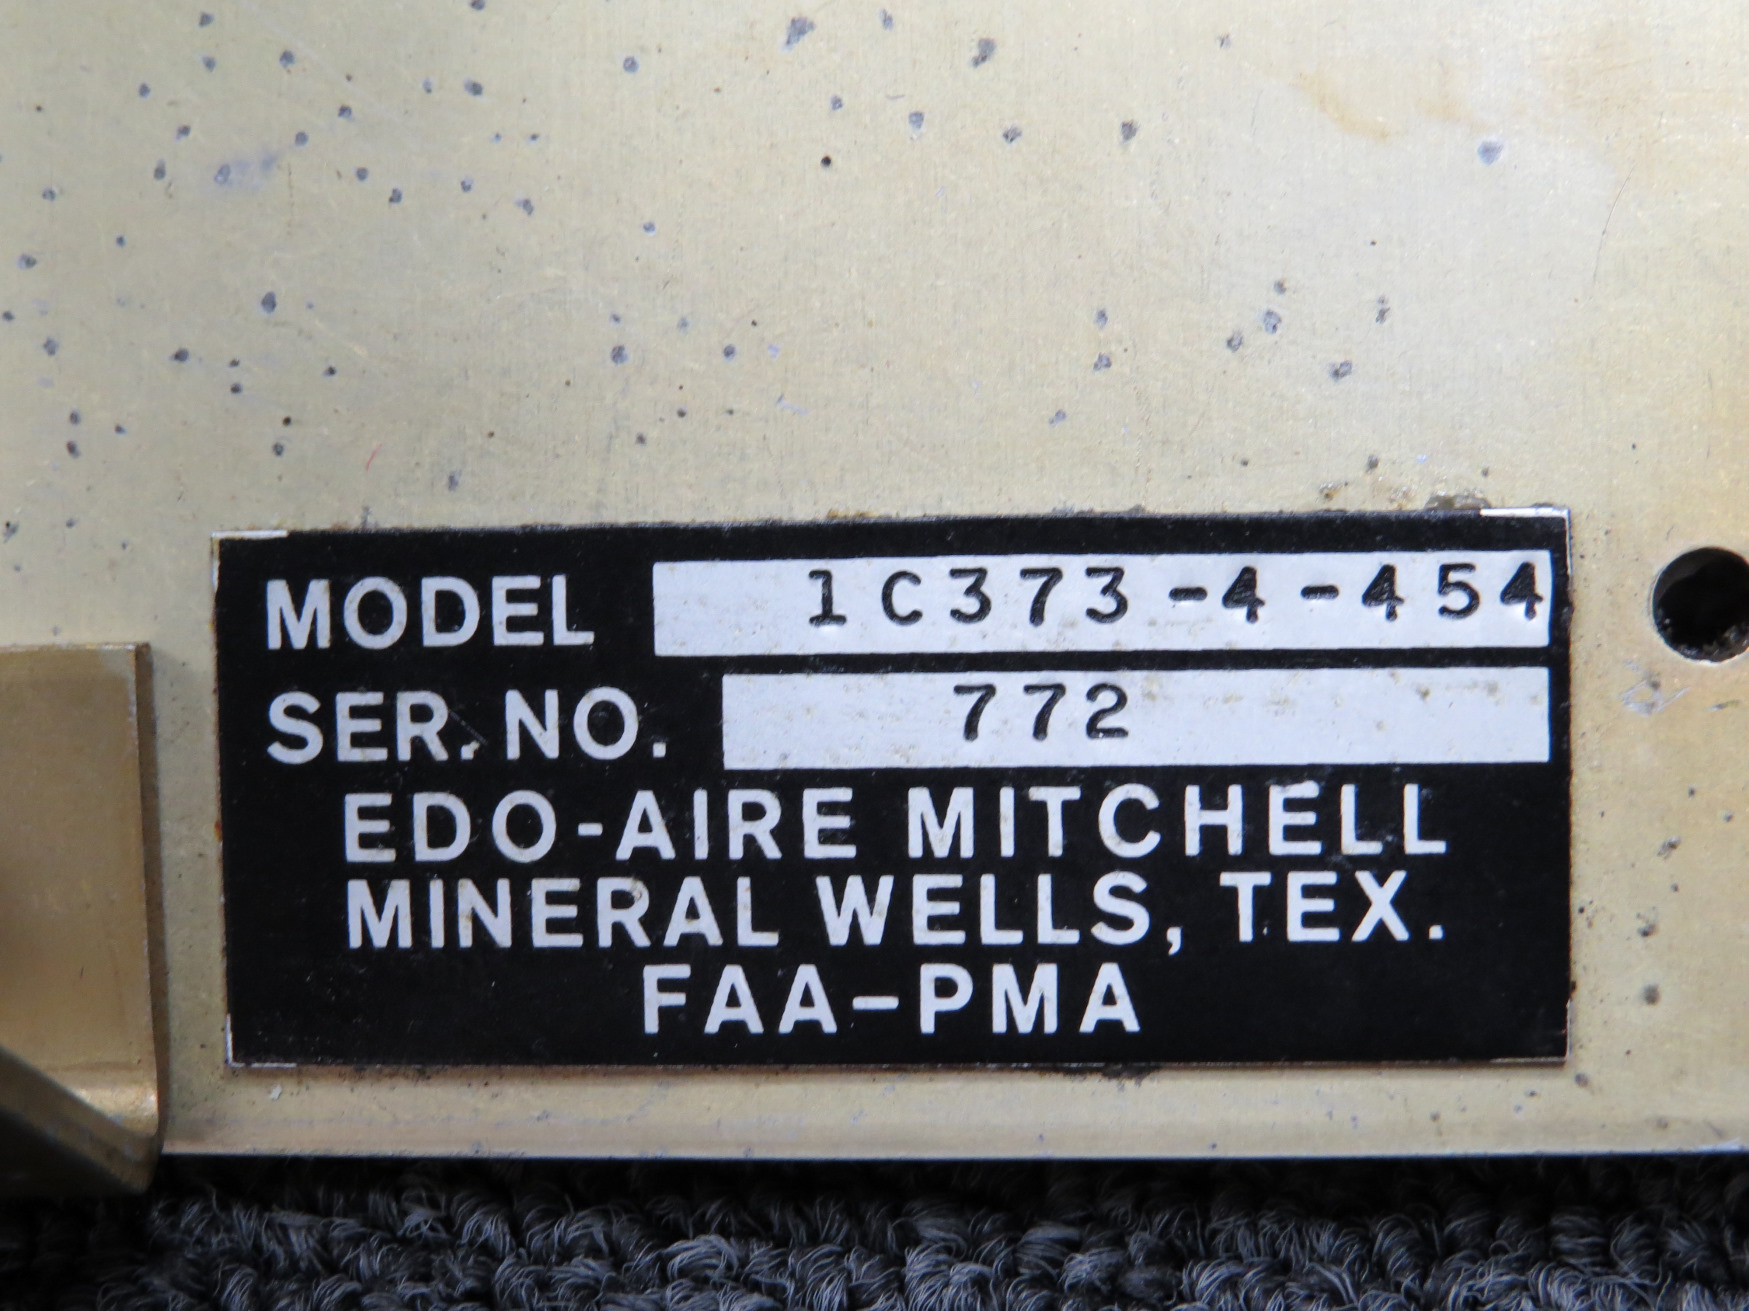 MODEL 1C373-4-454
SER. NO. 772
EDO-AIRE MITCHELL
MINERAL WELLS, TEX.
FAA-PMA